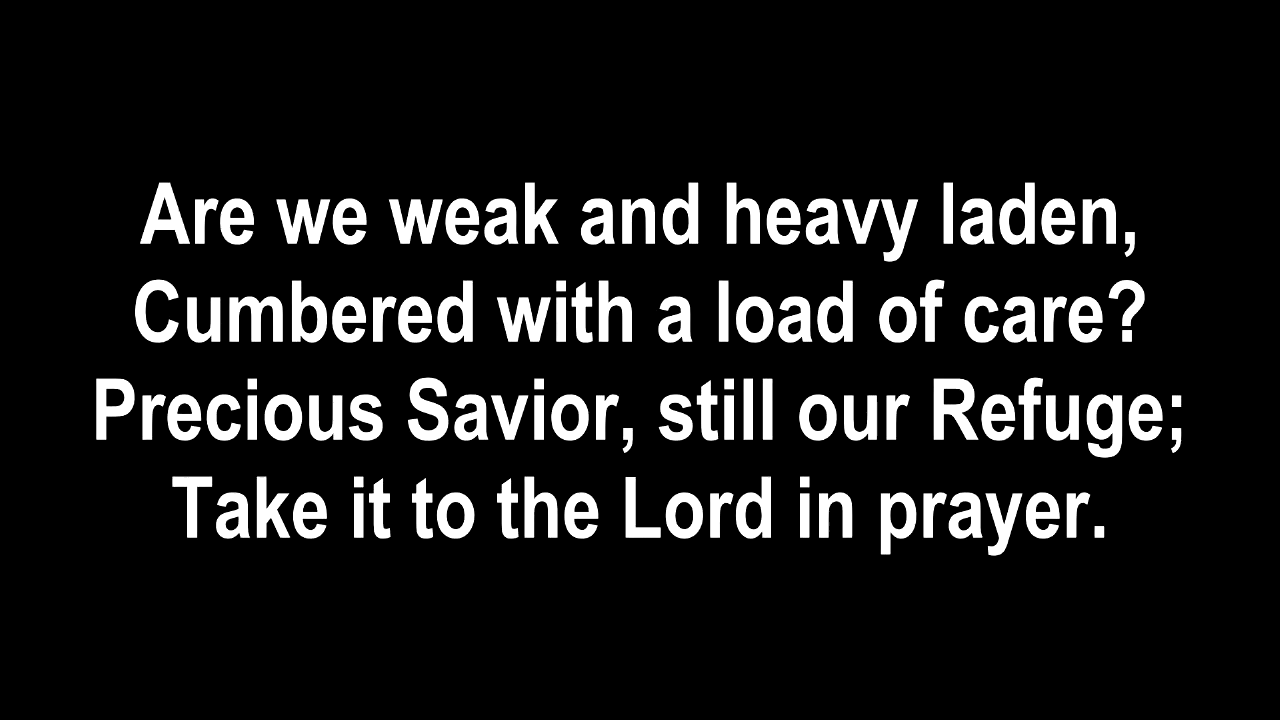 Are we weak and heavy laden,
Cumbered with a load of care?
Precious Savior, still our Refuge;
Take it to the Lord in prayer.